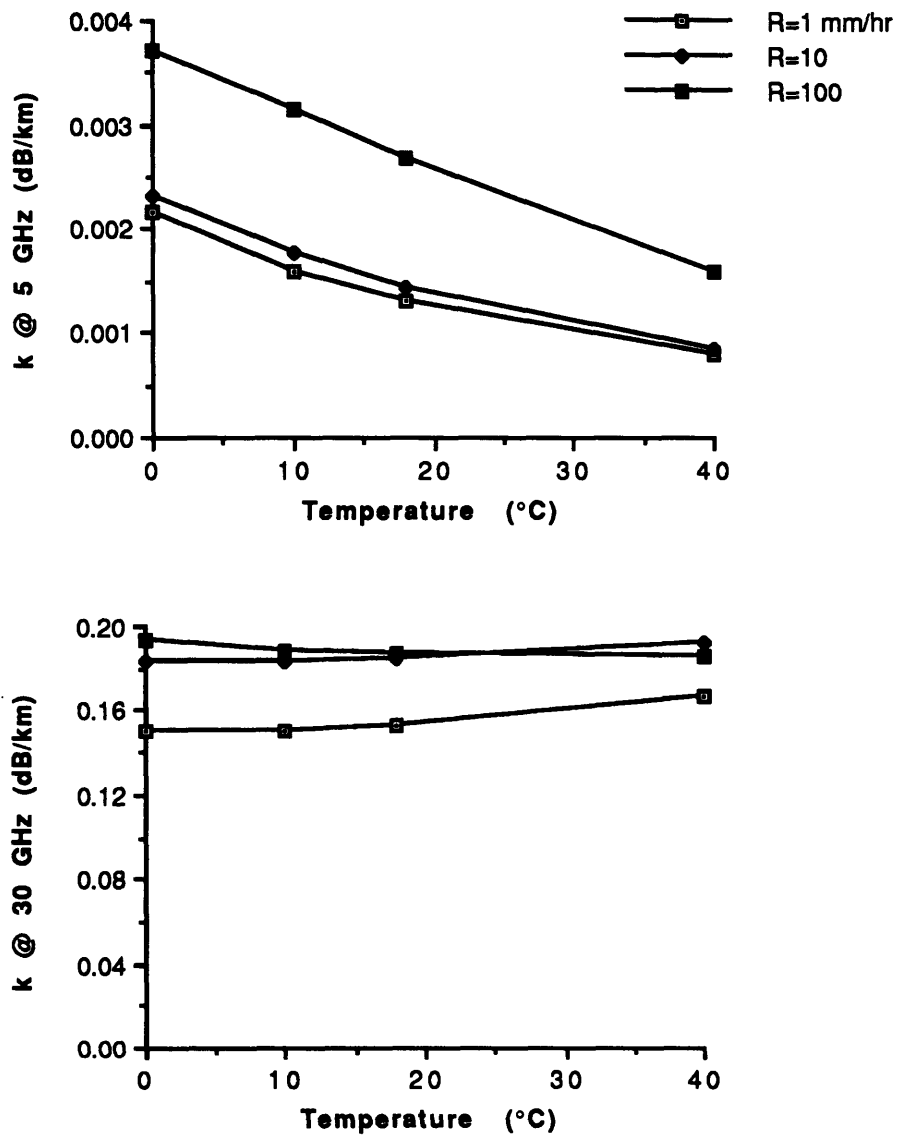 R=1 mm/hr
R=10
R=100
k @ 5 GHz (dB/km)
0.004
0.003
0.002
0.001
0.000
0 10 20 30 40
Temperature (°C)
k @ 30 GHz (dB/km)
0.20
0.16
0.12
0.08
0.04
0.00
0 10 20 30 40
Temperature (°C)